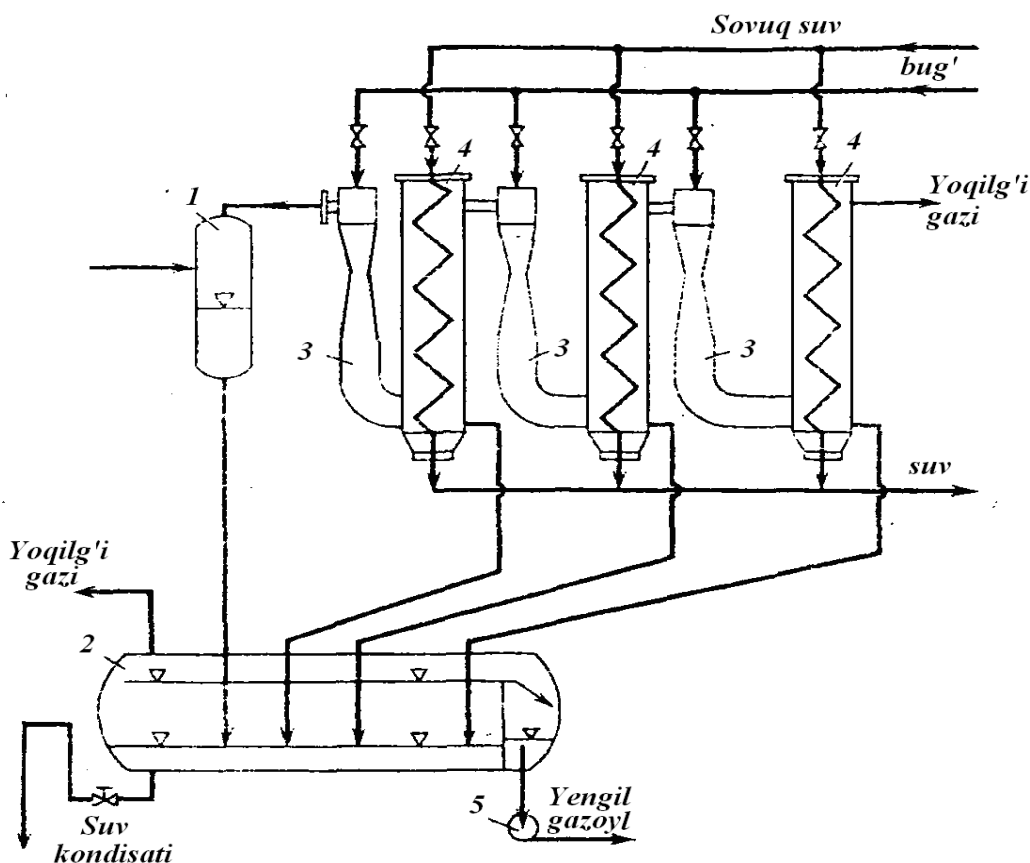 Sovuq suv
bug'
4
4
4
Yoqilg'i
gazi
1
3
3
3
suv
Yoqilg'i
gazi
2
5
Yengil
gazoyl
Suv
kondisati